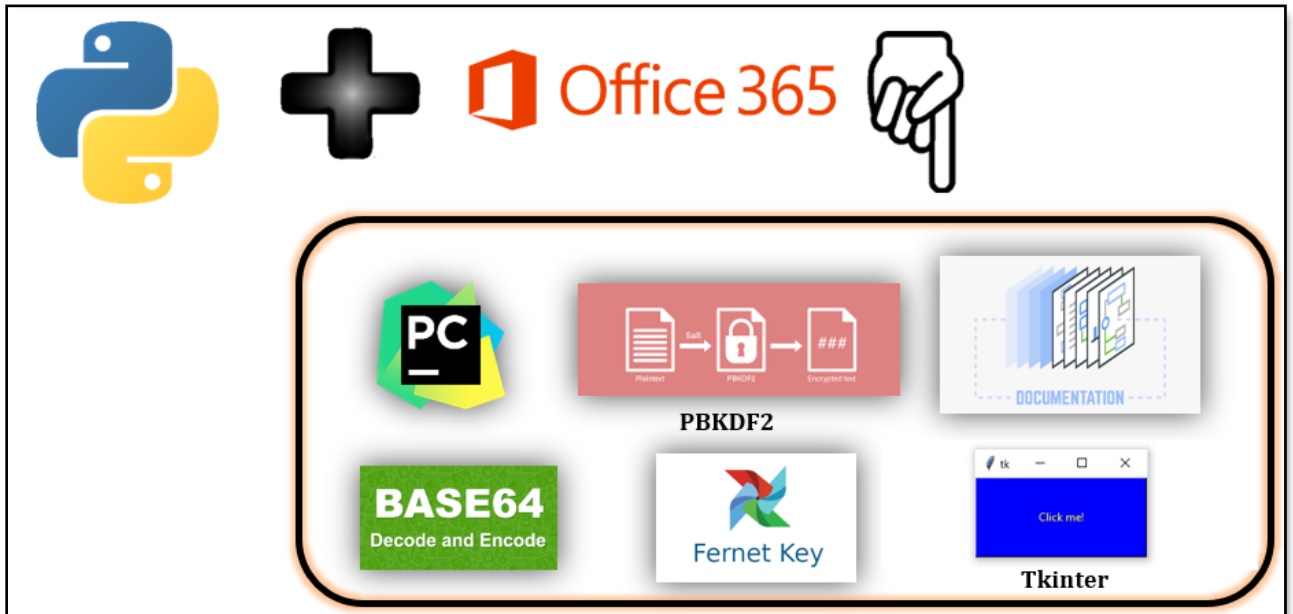 Office 365
PC
Salt
###
Plaintext
PBKDF2
Encrypted text
DOCUMENTATION
PBKDF2
BASE64
Decode and Encode
Fernet Key
tk
Click me!
Tkinter